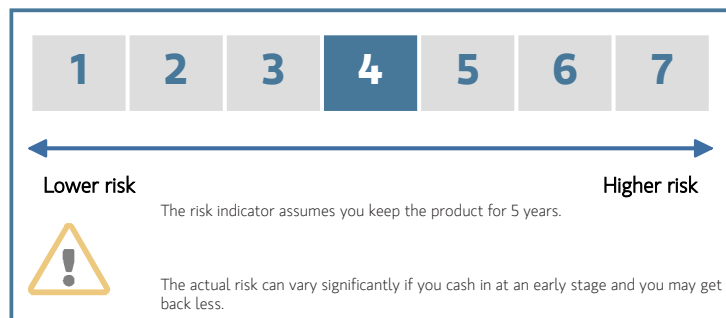 1 2 3 4 5 6 7
Lower risk Higher risk
The risk indicator assumes you keep the product for 5 years.
The actual risk can vary significantly if you cash in at an early stage and you may get
back less.